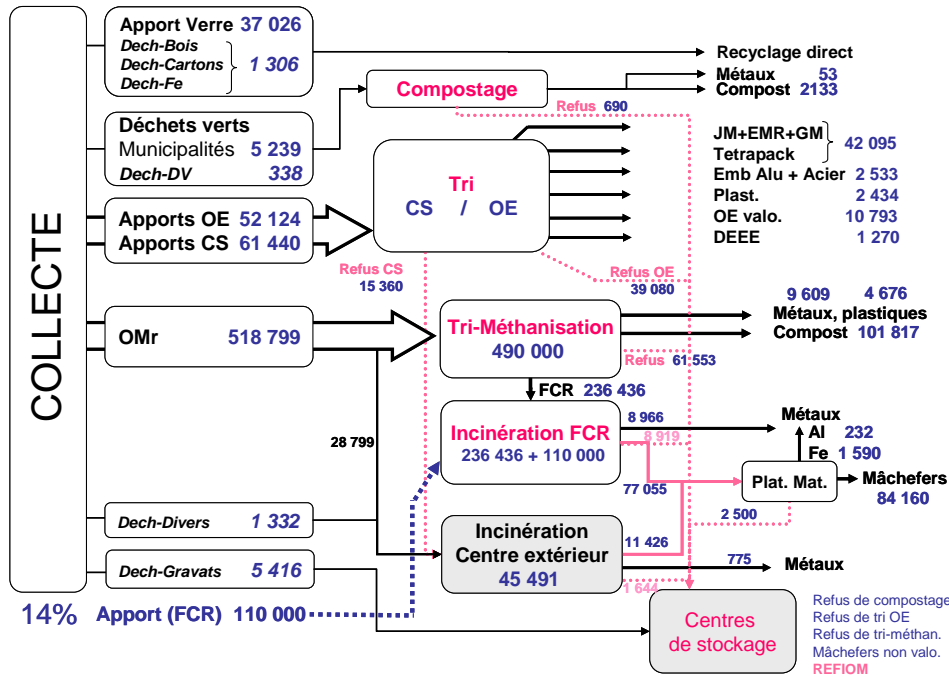 COLLECTE
Apport Verre 37 026
Dech-Bois
Dech-Cartons 1 306
Dech-Fe
Recyclage direct
Métaux 53
Compost 2133
Compostage
Refus 690
Déchets verts
Municipalités 5 239
Dech-DV 338
Tri
CS / OE
JM+EMR+GM
Tetrapack
42 095
Emb Alu + Acier 2 533
Plast. 2 434
OE valo. 10 793
DEEE 1 270
Apports OE 52 124
Apports CS 61 440
Refus CS
15 360
Refus OE
39 080
OMr 518 799
Tri-Méthanisation
490 000
9 609 4 676
Métaux, plastiques
Compost 101 817
Refus 61 553
FCR 236 436
28 799
Incinération FCR
236 436 + 110 000
8 966
8 919
77 055
Métaux
Al 232
Fe 1 590
Plat. Mat.
Mâchefers
84 160
2 500
Dech-Divers 1 332
Incinération
Centre extérieur
45 491
11 426
775
Métaux
1 644
Dech-Gravats 5 416
14% Apport (FCR) 110 000
Centres
de stockage
Refus de compostage
Refus de tri OE
Refus de tri-méthan.
Mâchefers non valo.
REFIOM